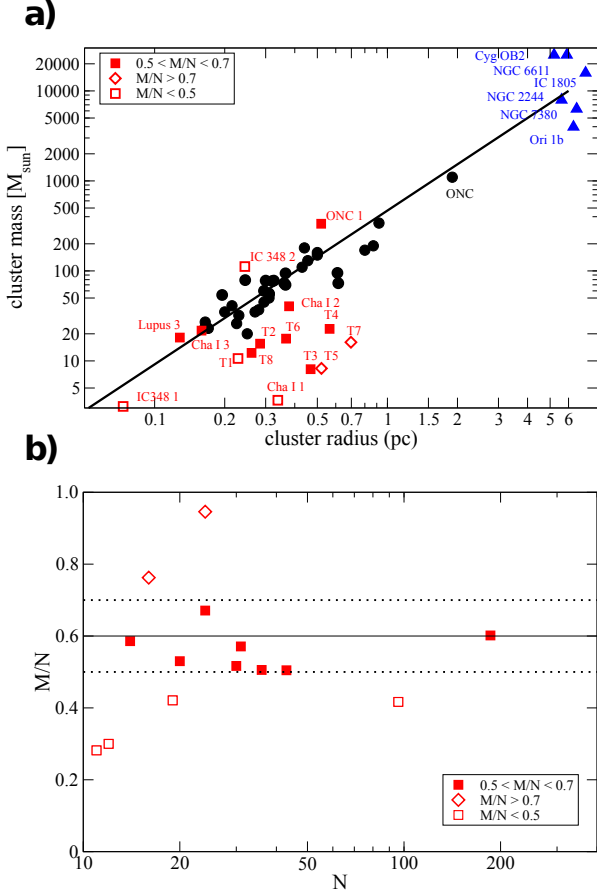 a)
20000
10000
5000
1000
500
200
100
50
20
10
5
cluster mass [Msun]
0.5 < M/N < 0.7
M/N > 0.7
M/N < 0.5
Cyg OB2
NGC 6611
IC 1805
NGC 2244
NGC 7380
Ori 1b
ONC
ONC 1
IC 348 2
Cha I 2
Lupus 3
Cha I 3
T4
T6
T7
T2
T1
T8
T3
T5
Cha I 1
IC348 1
0.1
0.2
0.3
0.5
0.7
1
1.5
2
3
4
5
6
cluster radius (pc)
b)
1.0
0.8
0.6
0.4
0.2
0
M/N
0.5 < M/N < 0.7
M/N > 0.7
M/N < 0.5
10
20
50
100
200
N